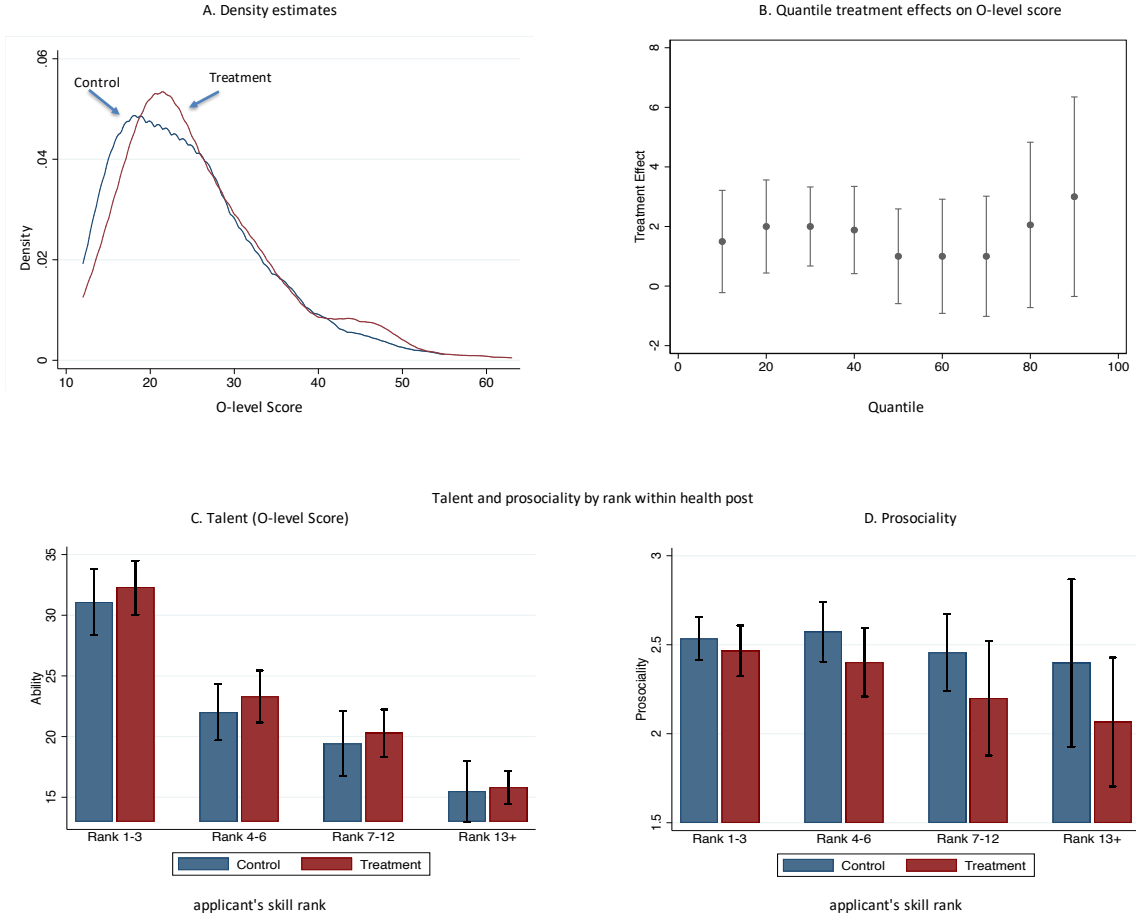 A. Density estimates
Control
Treatment
Density
0
.02
.04
.06
10 20 30 40 50 60
O-level Score
B. Quantile treatment effects on O-level score
Treatment Effect
-2
0
2
4
6
8
0 20 40 60 80 100
Quantile
Talent and prosociality by rank within health post
C. Talent (O-level Score)
Ability
15
20
25
30
35
Rank 1-3 Rank 4-6 Rank 7-12 Rank 13+
Control Treatment
applicant's skill rank
D. Prosociality
Prosociality
1.5
2
2.5
3
Rank 1-3 Rank 4-6 Rank 7-12 Rank 13+
Control Treatment
applicant's skill rank